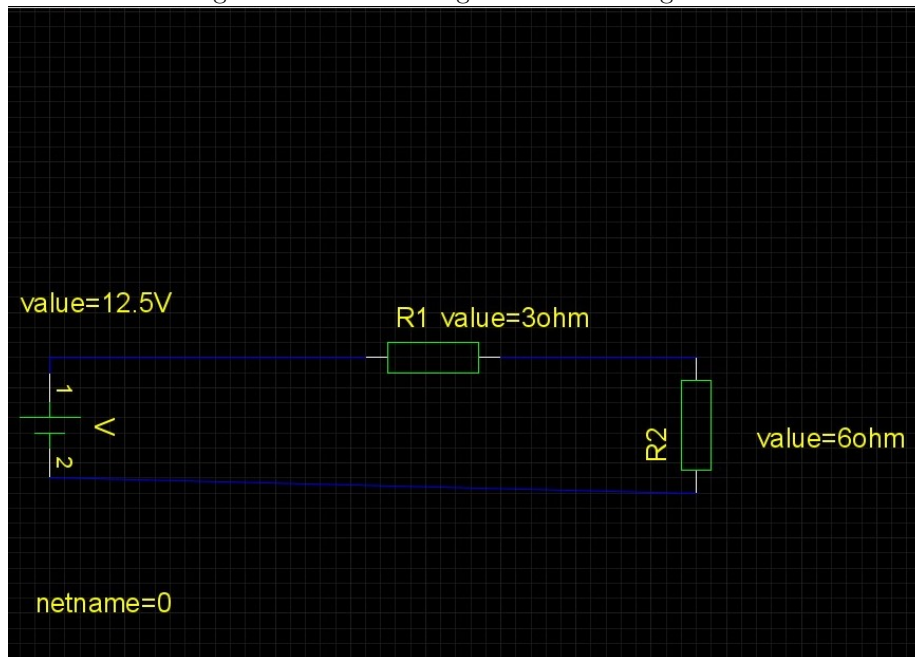 value=12.5V
R1 value=3ohm
1
V
2
R2
value=6ohm
netname=0